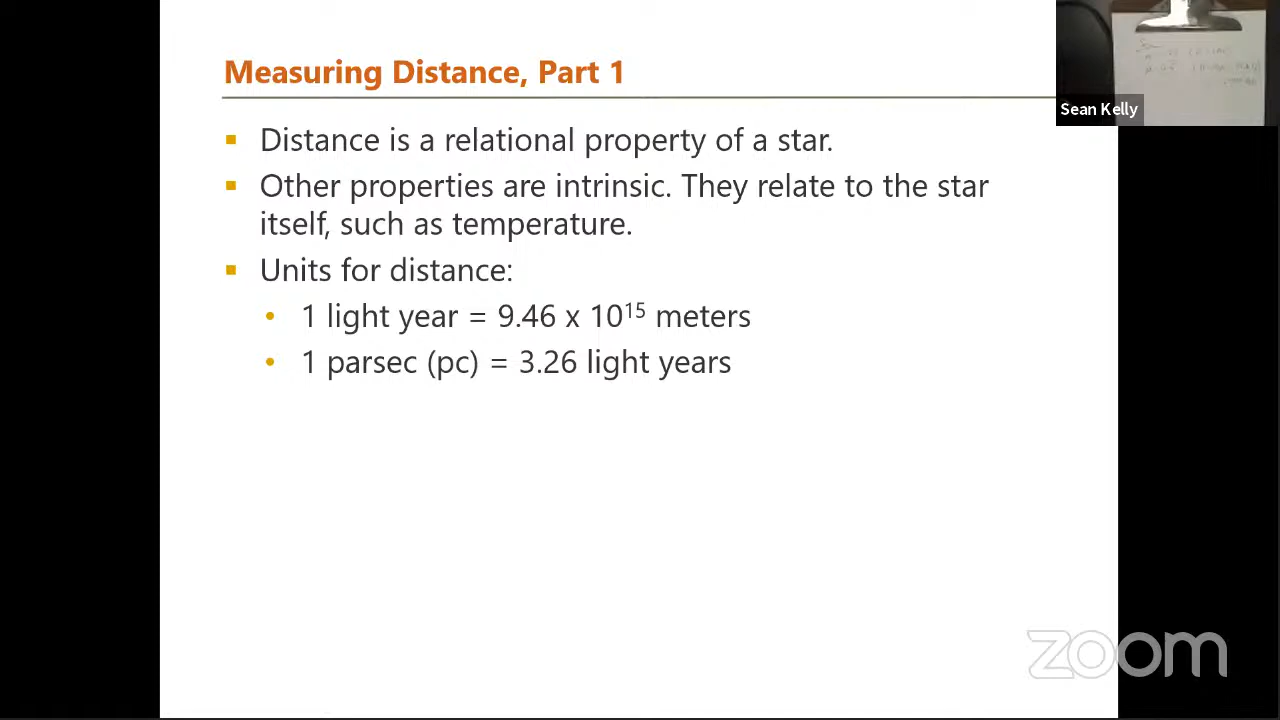 Measuring Distance, Part 1
Sean Kelly
▪ Distance is a relational property of a star.
▪ Other properties are intrinsic. They relate to the star
itself, such as temperature.
▪ Units for distance:
• 1 light year = 9.46 x 10¹⁵ meters
• 1 parsec (pc) = 3.26 light years
zoom